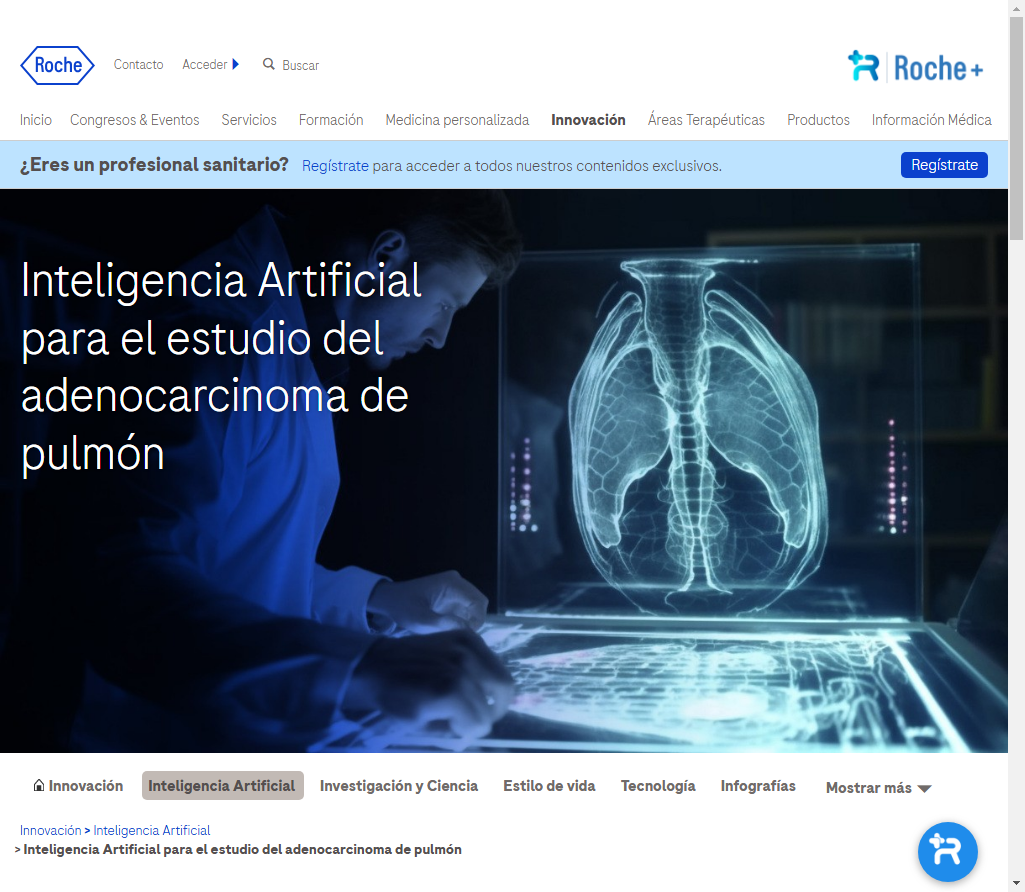 Roche
Contacto Acceder Buscar
Roche +
Inicio Congresos & Eventos Servicios Formación Medicina personalizada Innovación Áreas Terapéuticas Productos Información Médica
¿Eres un profesional sanitario? Regístrate para acceder a todos nuestros contenidos exclusivos. Regístrate
Inteligencia Artificial
para el estudio del
adenocarcinoma de
pulmón
Innovación Inteligencia Artificial Investigación y Ciencia Estilo de vida Tecnología Infografías Mostrar más
Innovación > Inteligencia Artificial
> Inteligencia Artificial para el estudio del adenocarcinoma de pulmón